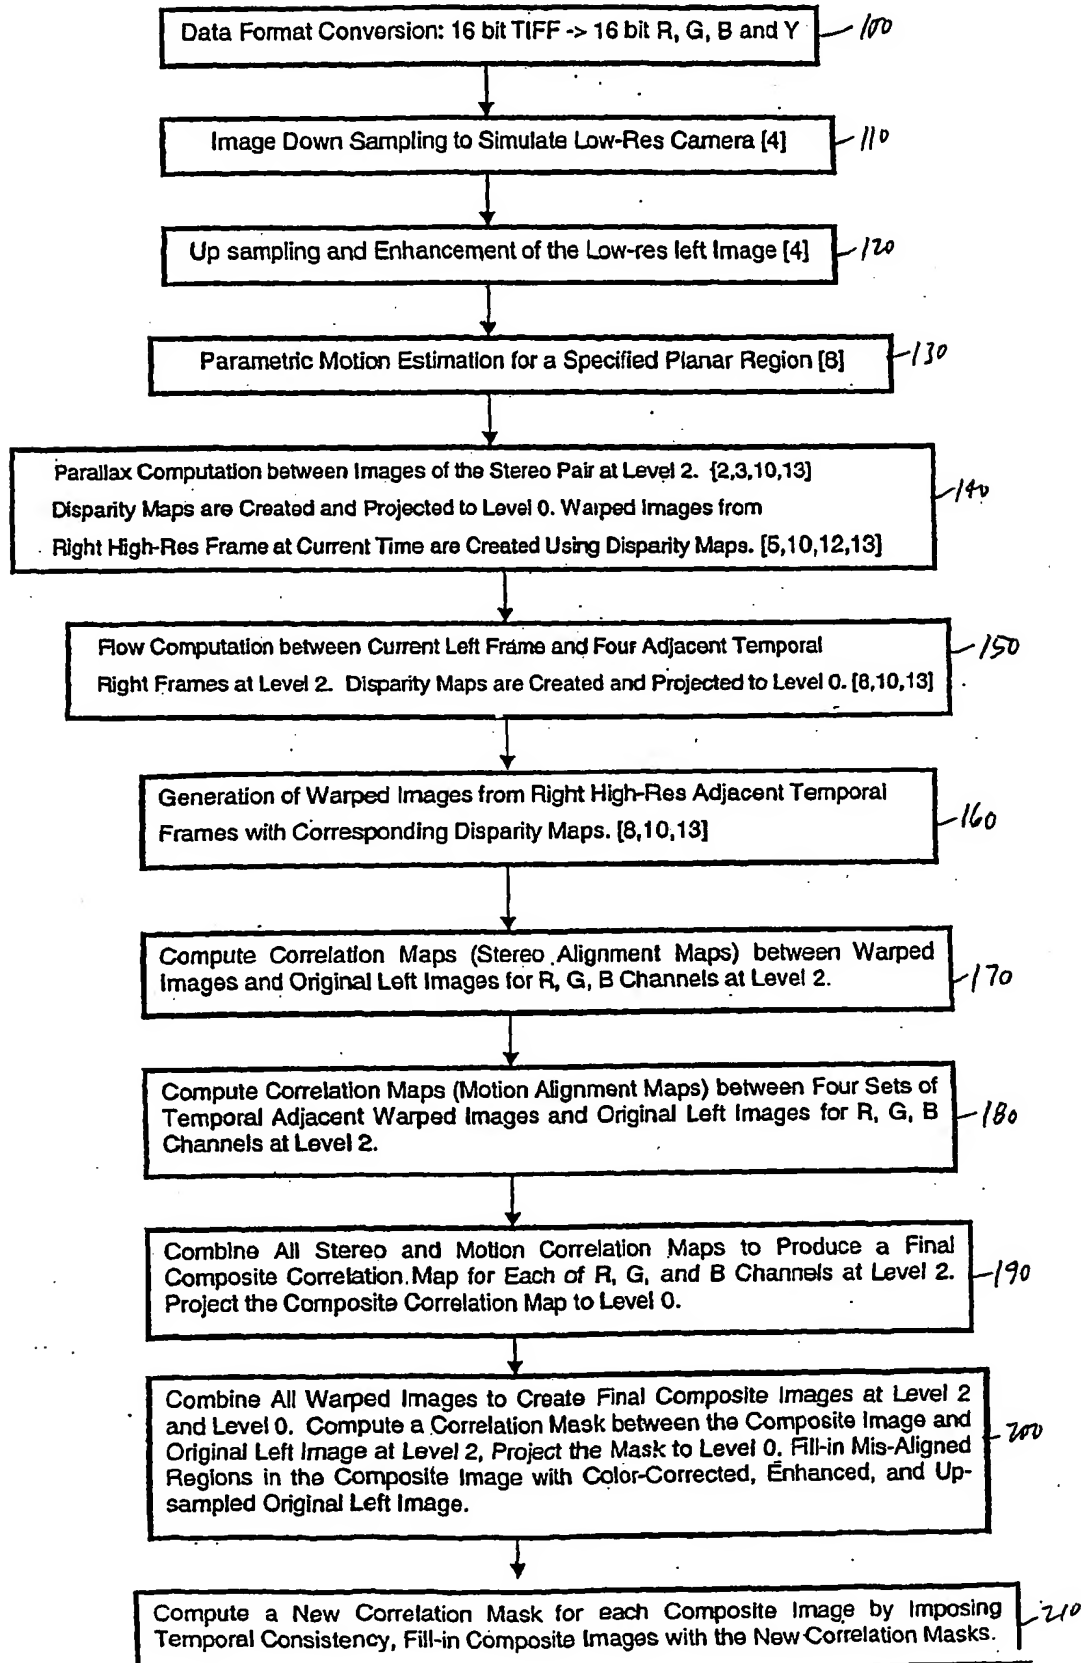 Data Format Conversion: 16 bit TIFF -> 16 bit R, G, B and Y
100
Image Down Sampling to Simulate Low-Res Camera [4]
110
Up sampling and Enhancement of the Low-res left Image [4]
120
Parametric Motion Estimation for a Specified Planar Region [8]
130
Parallax Computation between Images of the Stereo Pair at Level 2. {2,3,10,13]
Disparity Maps are Created and Projected to Level 0. Warped Images from
Right High-Res Frame at Current Time are Created Using Disparity Maps. [5,10,12,13]
140
Flow Computation between Current Left Frame and Four Adjacent Temporal
Right Frames at Level 2. Disparity Maps are Created and Projected to Level 0. [8,10,13]
150
Generation of Warped Images from Right High-Res Adjacent Temporal
Frames with Corresponding Disparity Maps. [8,10,13]
160
Compute Correlation Maps (Stereo Alignment Maps) between Warped
Images and Original Left Images for R, G, B Channels at Level 2.
170
Compute Correlation Maps (Motion Alignment Maps) between Four Sets of
Temporal Adjacent Warped Images and Original Left Images for R, G, B
Channels at Level 2.
180
Combine All Stereo and Motion Correlation Maps to Produce a Final
Composite Correlation Map for Each of R, G, and B Channels at Level 2.
Project the Composite Correlation Map to Level 0.
190
Combine All Warped Images to Create Final Composite Images at Level 2
and Level 0. Compute a Correlation Mask between the Composite Image and
Original Left Image at Level 2, Project the Mask to Level 0. Fill-in Mis-Aligned
Regions in the Composite Image with Color-Corrected, Enhanced, and Up-
sampled Original Left Image.
200
Compute a New Correlation Mask for each Composite Image by Imposing
Temporal Consistency, Fill-in Composite Images with the New Correlation Masks.
210